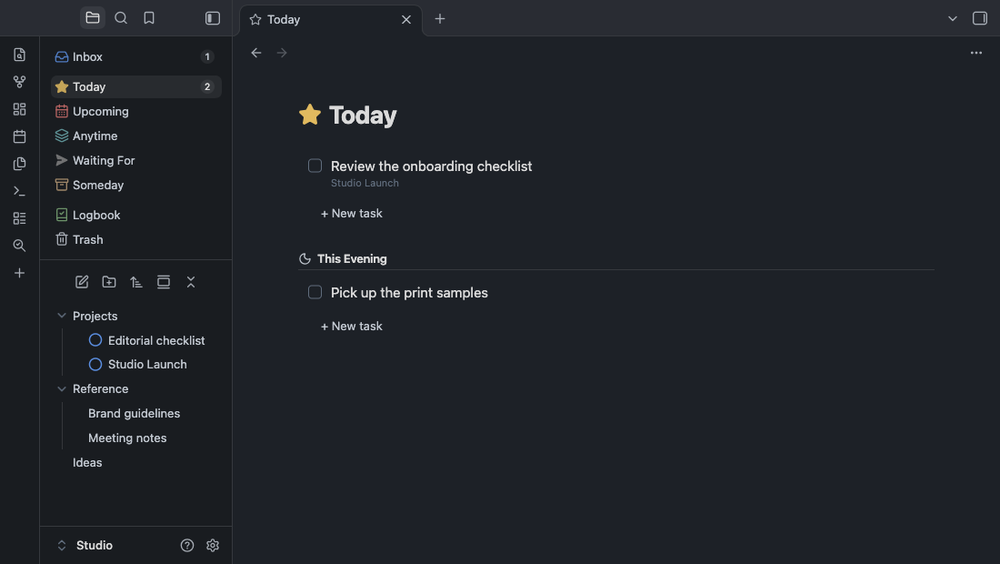 Today
Inbox 1
Today 2
Upcoming
Anytime
Waiting For
Someday
Logbook
Trash
Projects
Editorial checklist
Studio Launch
Reference
Brand guidelines
Meeting notes
Ideas
Studio
Today
Review the onboarding checklist
Studio Launch
+ New task
This Evening
Pick up the print samples
+ New task